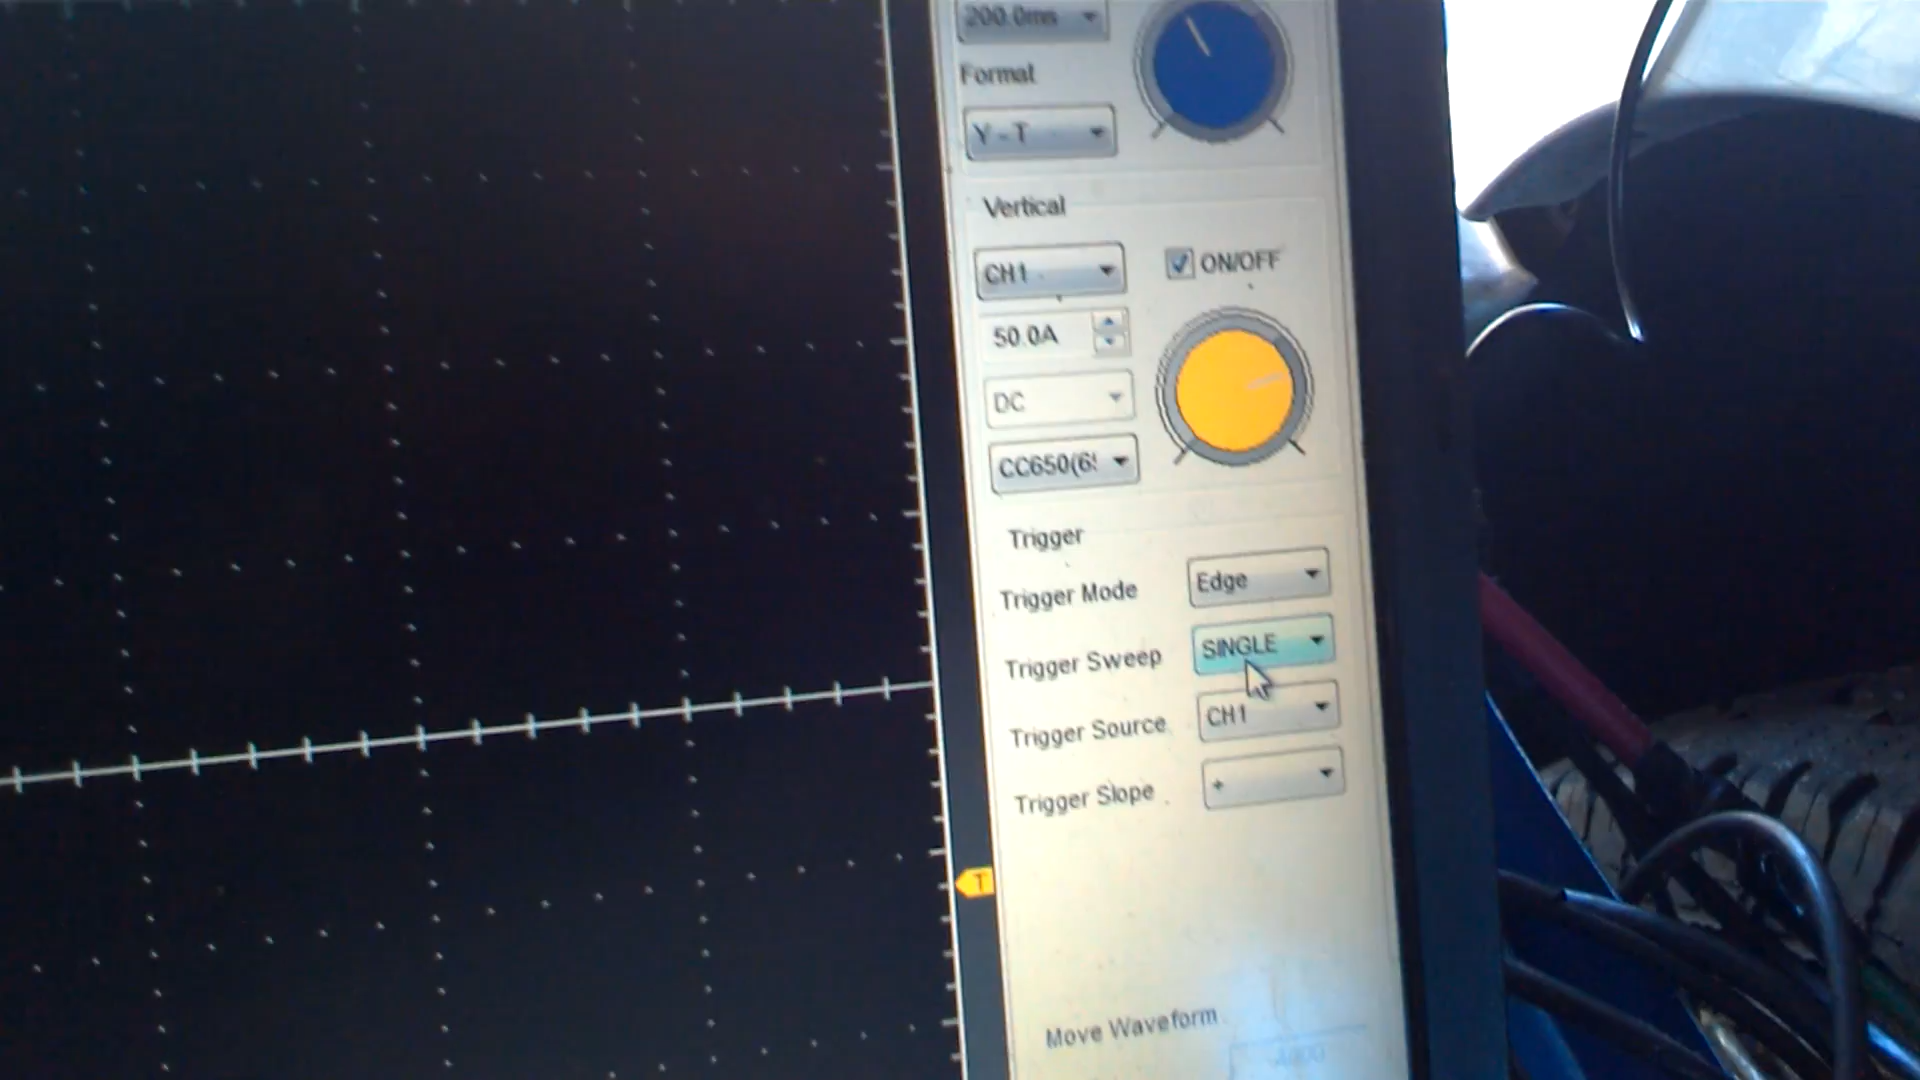 200.0ms
Format
Y - T
Vertical
CH1
ON/OFF
50.0A
DC
CC650(6
Trigger
Trigger Mode
Edge
Trigger Sweep
SINGLE
Trigger Source
CH1
Trigger Slope
+
T
Move Waveform